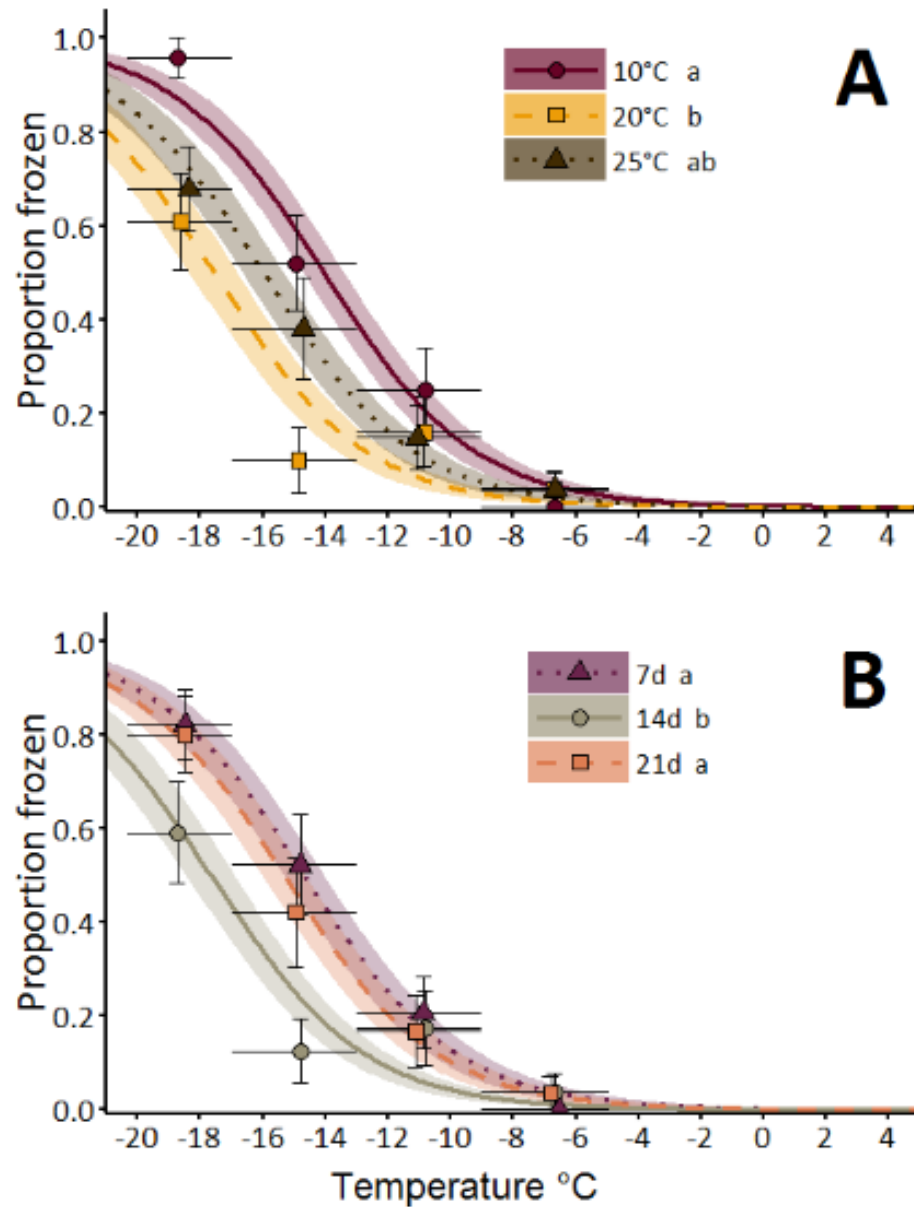 A
10°C a
20°C b
25°C ab
Proportion frozen
1.0
0.8
0.6
0.4
0.2
0.0
-20 -18 -16 -14 -12 -10 -8 -6 -4 -2 0 2 4
B
7d a
14d b
21d a
Proportion frozen
1.0
0.8
0.6
0.4
0.2
0.0
-20 -18 -16 -14 -12 -10 -8 -6 -4 -2 0 2 4
Temperature °C